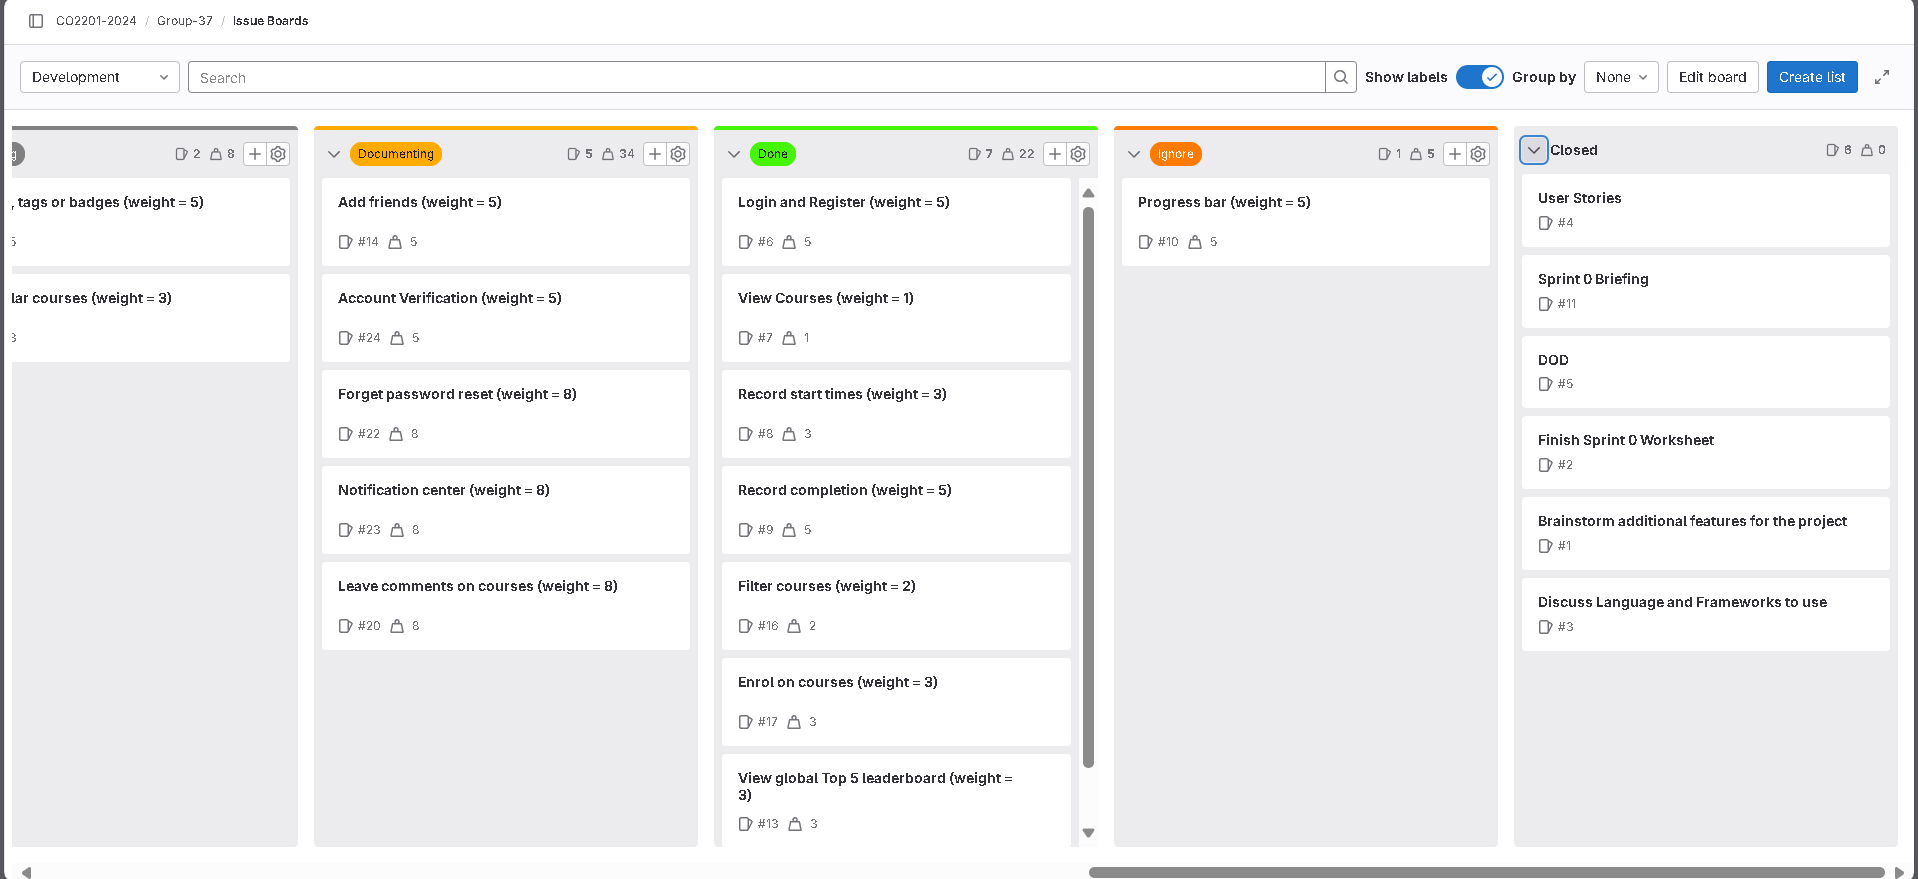 CO2201-2024 / Group-37 / Issue Boards
Development
Search
Show labels
Group by
None
Edit board
Create list
g
2 8
, tags or badges (weight = 5)
5
lar courses (weight = 3)
3
Documenting
5 34
Add friends (weight = 5)
#14 5
Account Verification (weight = 5)
#24 5
Forget password reset (weight = 8)
#22 8
Notification center (weight = 8)
#23 8
Leave comments on courses (weight = 8)
#20 8
Done
7 22
Login and Register (weight = 5)
#6 5
View Courses (weight = 1)
#7 1
Record start times (weight = 3)
#8 3
Record completion (weight = 5)
#9 5
Filter courses (weight = 2)
#16 2
Enrol on courses (weight = 3)
#17 3
View global Top 5 leaderboard (weight =
3)
#13 3
Ignore
1 5
Progress bar (weight = 5)
#10 5
Closed
6 0
User Stories
#4
Sprint 0 Briefing
#11
DOD
#5
Finish Sprint 0 Worksheet
#2
Brainstorm additional features for the project
#1
Discuss Language and Frameworks to use
#3